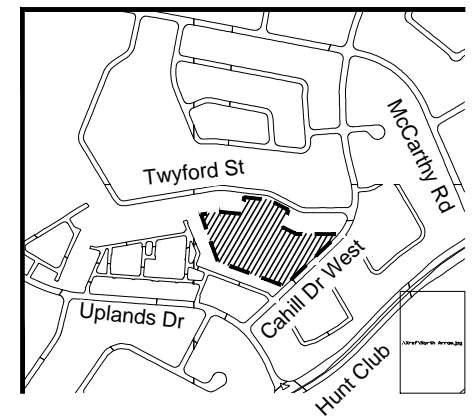 McCarthy Rd
Twyford St
Cahill Dr West
Uplands Dr
Hunt Club